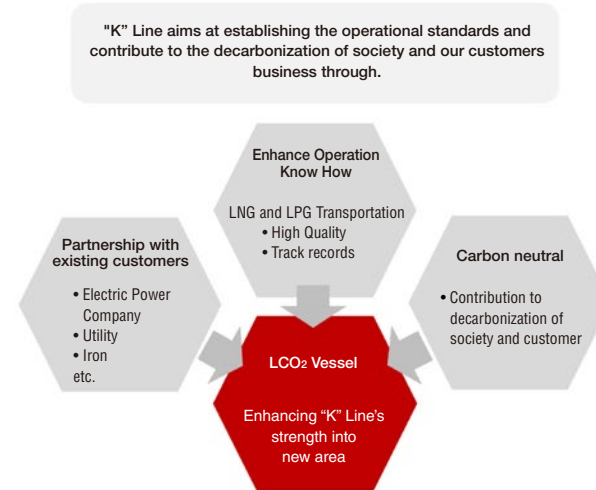 "K” Line aims at establishing the operational standards and
contribute to the decarbonization of society and our customers
business through.
Enhance Operation
Know How
LNG and LPG Transportation
• High Quality
• Track records
Partnership with
existing customers
• Electric Power
Company
• Utility
• Iron
etc.
Carbon neutral
• Contribution to
decarbonization of
society and customer
LCO₂ Vessel
Enhancing “K” Line’s
strength into
new area